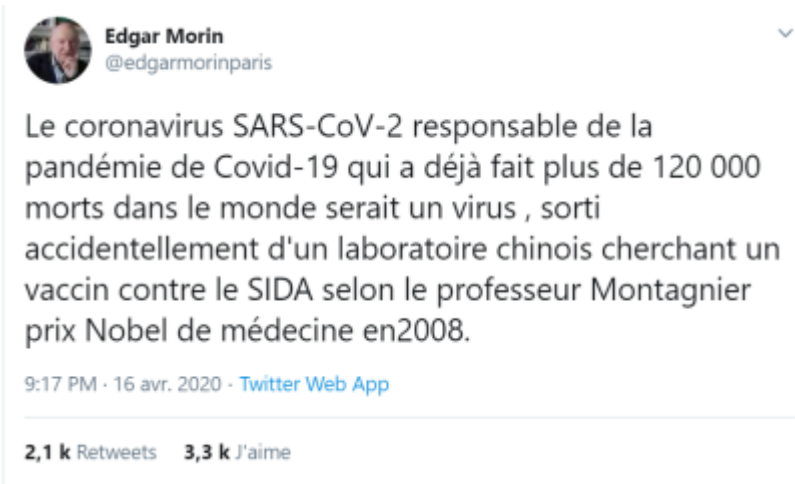 Edgar Morin
@edgarmorinparis
Le coronavirus SARS-CoV-2 responsable de la
pandémie de Covid-19 qui a déjà fait plus de 120 000
morts dans le monde serait un virus , sorti
accidentellement d'un laboratoire chinois cherchant un
vaccin contre le SIDA selon le professeur Montagnier
prix Nobel de médecine en2008.
9:17 PM · 16 avr. 2020 · Twitter Web App
2,1 k Retweets 3,3 k J'aime